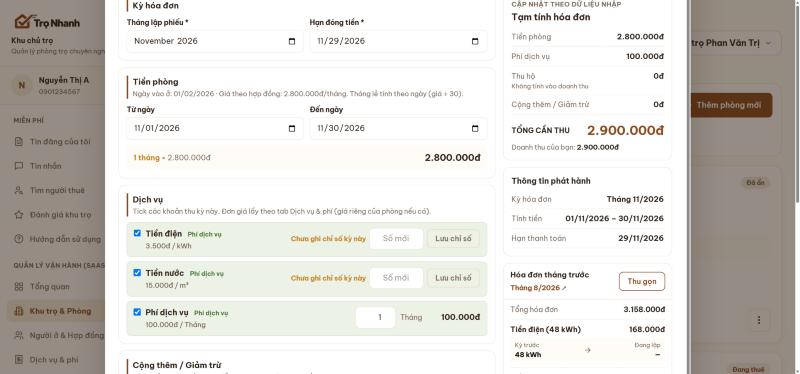 Trọ Nhanh
Khu chủ trọ
Quản lý phòng trọ chuyên ngh
N
Nguyễn Thị A
0901234567
MIỄN PHÍ
Tin đăng của tôi
Tin nhắn
Tìm người thuê
Đánh giá khu trọ
Hướng dẫn sử dụng
QUẢN LÝ VẬN HÀNH (SAAS
Tổng quan
Khu trọ & Phòng
Người ở & Hợp đồng
Dịch vụ & phí
Kỳ hóa đơn
Tháng lập phiếu *
Hạn đóng tiền *
November 2026
11/29/2026
Tiền phòng
Ngày vào ở: 01/02/2026 · Giá theo hợp đồng: 2.800.000đ/tháng. Tháng lẻ tính theo ngày (giá ÷ 30).
Từ ngày
Đến ngày
11/01/2026
11/30/2026
1 tháng • 2.800.000đ
2.800.000đ
Dịch vụ
Tick các khoản thu kỳ này. Đơn giá lấy theo tab Dịch vụ & phí (giá riêng của phòng nếu có).
Tiền điện Phí dịch vụ
3.500đ / kWh
Chưa ghi chỉ số kỳ này
Số mới
Lưu chỉ số
Tiền nước Phí dịch vụ
15.000đ / m³
Chưa ghi chỉ số kỳ này
Số mới
Lưu chỉ số
Phí dịch vụ Phí dịch vụ
100.000đ / Tháng
1
Tháng
100.000đ
Cộng thêm / Giảm trừ
CẬP NHẬT THEO DỮ LIỆU NHẬP
Tạm tính hóa đơn
Tiền phòng
2.800.000đ
Phí dịch vụ
100.000đ
Thu hộ
0đ
Không tính vào doanh thu
Cộng thêm / Giảm trừ
0đ
TỔNG CẦN THU
2.900.000đ
Doanh thu của bạn: 2.900.000đ
Thông tin phát hành
Kỳ hóa đơn
Tháng 11/2026
Tính tiền
01/11/2026 – 30/11/2026
Hạn thanh toán
29/11/2026
Hóa đơn tháng trước
Tháng 8/2026 ↗
Thu gọn
Tổng hóa đơn
3.158.000đ
Tiền điện (48 kWh)
168.000đ
Kỳ trước
48 kWh
→
Đang lập
–
trọ Phan Văn Trị
Thêm phòng mới
Đã ẩn
Đang thuê